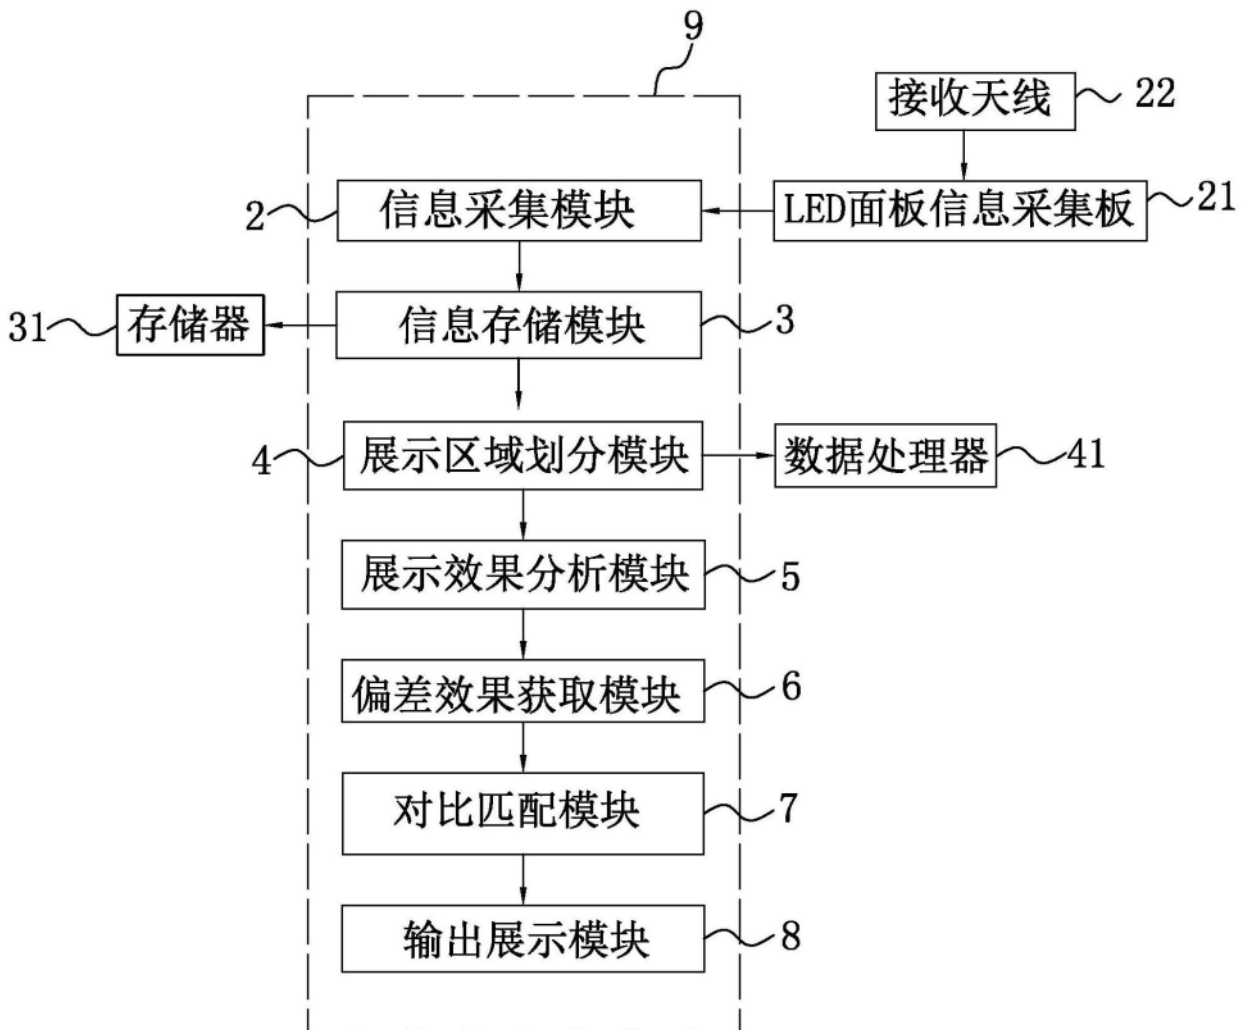 9
接收天线
22
2
信息采集模块
LED面板信息采集板
21
31
存储器
信息存储模块
3
4
展示区域划分模块
数据处理器
41
展示效果分析模块
5
偏差效果获取模块
6
对比匹配模块
7
输出展示模块
8